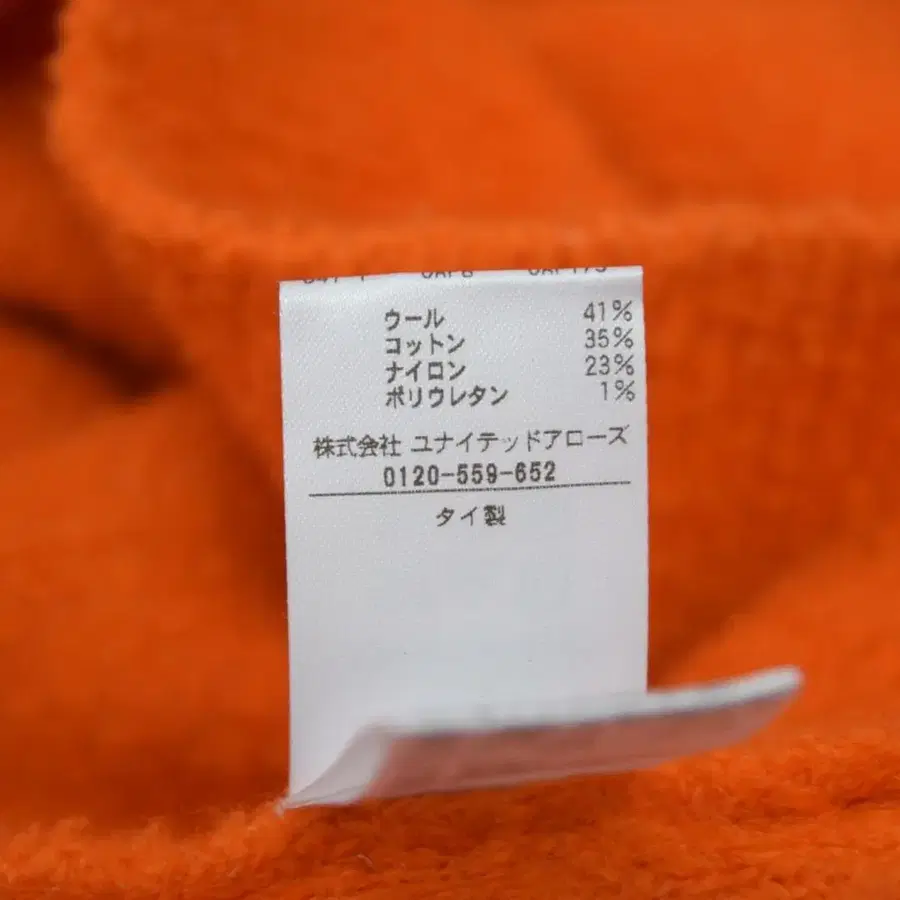 ウール 41%
コットン 35%
ナイロン 23%
ポリウレタン 1%
株式会社 ユナイテッドアローズ
0120-559-652
タイ製